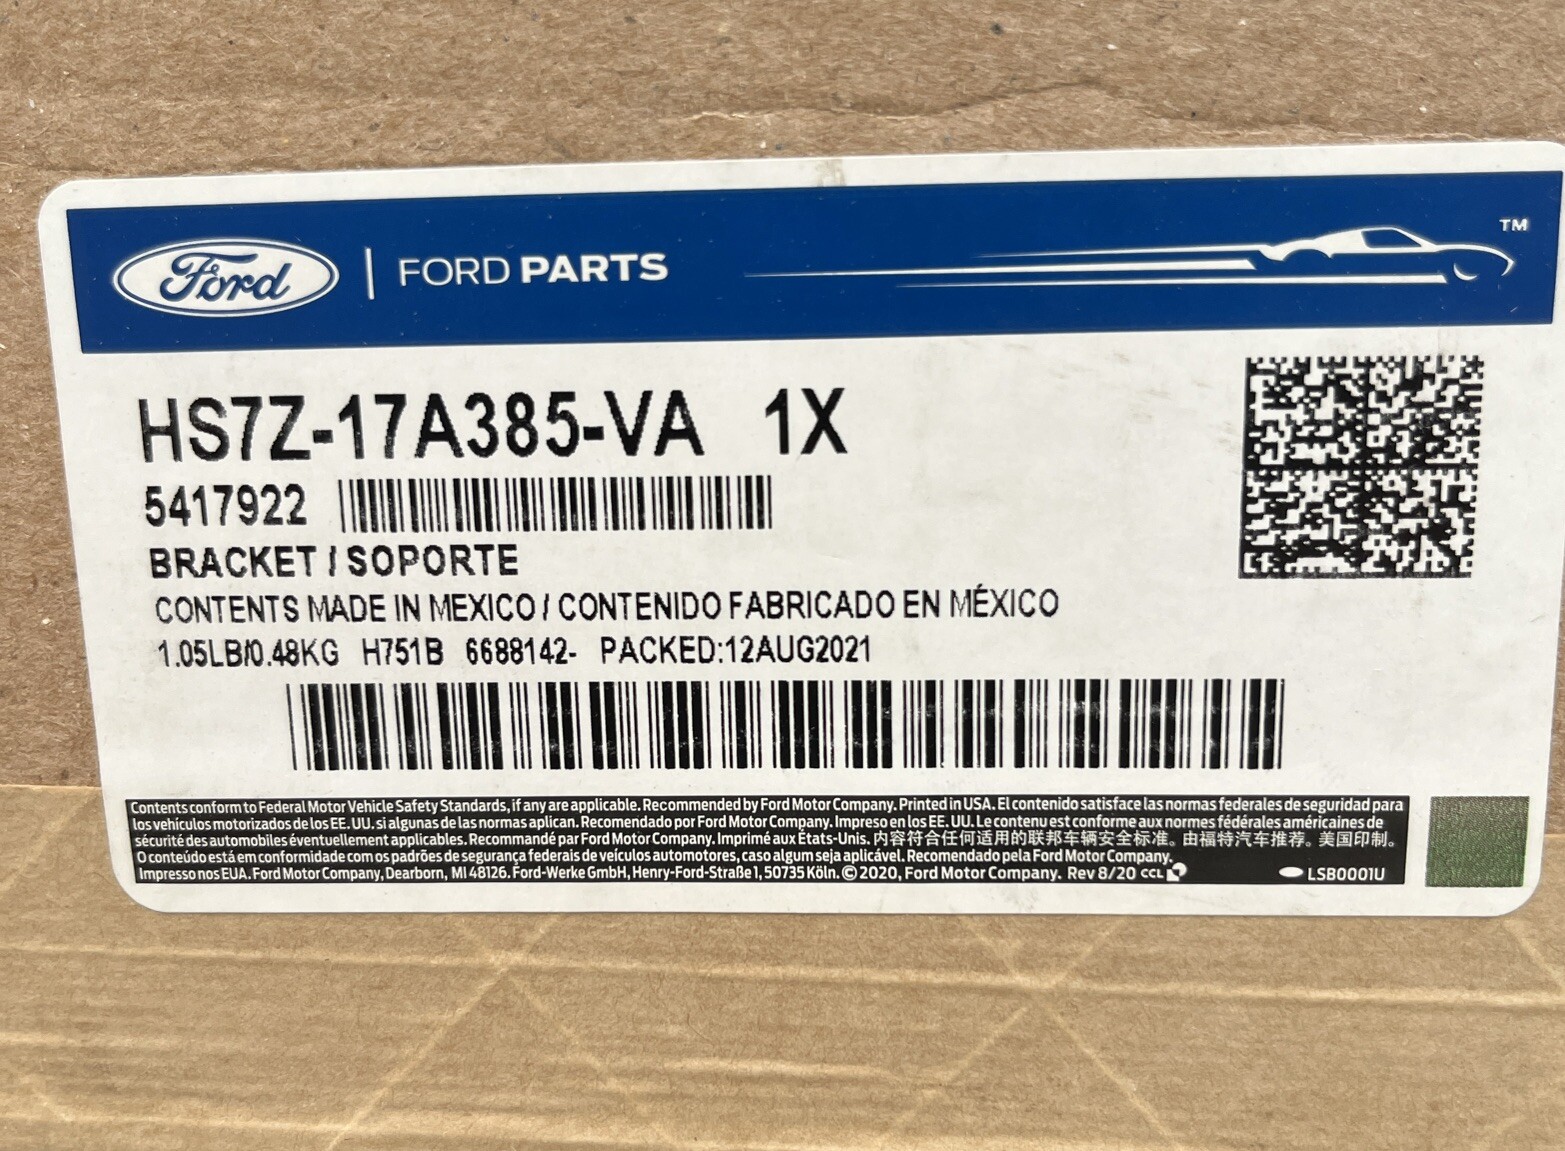 Ford | FORD PARTS ™
HS7Z-17A385-VA 1X
5417922
BRACKET / SOPORTE
CONTENTS MADE IN MEXICO / CONTENIDO FABRICADO EN MÉXICO
1.05LB/0.48KG H751B 6688142- PACKED:12AUG2021
Contents conform to Federal Motor Vehicle Safety Standards, if any are applicable. Recommended by Ford Motor Company. Printed in USA. El contenido satisface las normas federales de seguridad para
los vehículos motorizados de los EE. UU. si algunas de las normas aplican. Recomendado por Ford Motor Company. Impreso en los EE. UU. Le contenu est conforme aux normes fédérales américaines de
sécurité des automobiles éventuellement applicables. Recommandé par Ford Motor Company. Imprimé aux États-Unis. 内容符合任何适用的联邦车辆安全标准。由福特汽车推荐。美国印制。
O conteúdo está em conformidade com os padrões de segurança federais de veículos automotores, caso algum seja aplicável. Recomendado pela Ford Motor Company.
Impresso nos EUA. Ford Motor Company, Dearborn, MI 48126. Ford-Werke GmbH, Henry-Ford-Straße 1, 50735 Köln. © 2020, Ford Motor Company. Rev 8/20 CCL LSB0001U